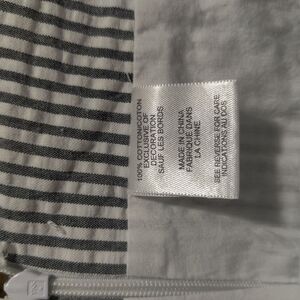 100% COTTON/COTON
EXCLUSIVE OF
DECORATION
SAUF LES BORDS
MADE IN CHINA
FABRIQUE DANS
LA CHINE
SEE REVERSE FOR CARE
INDICATIONS AU DOS